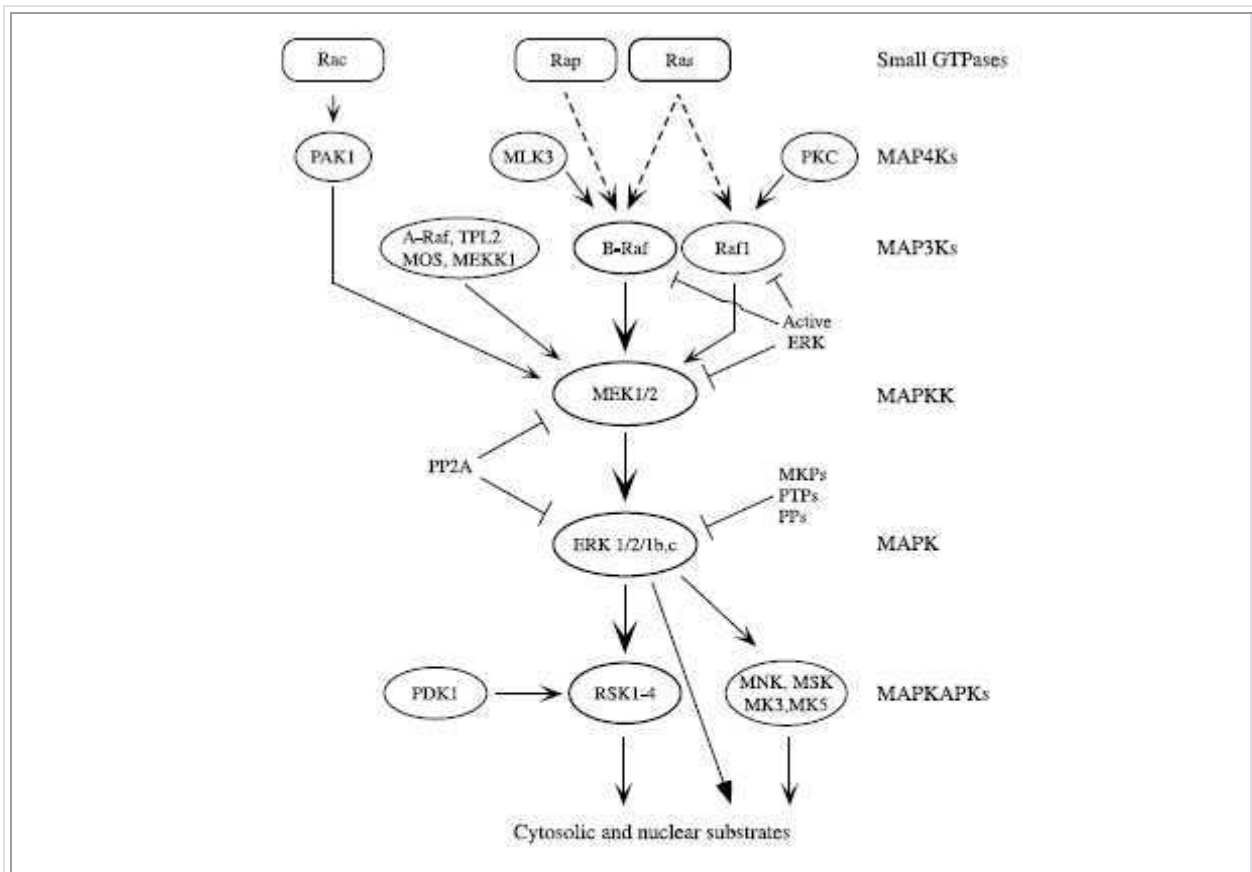 Rac
Rap
Ras
Small GTPases
PAK1
MLK3
PKC
MAP4Ks
A-Raf, TPL2
MOS, MEKK1
B-Raf
Raf1
MAP3Ks
Active
ERK
MEK1/2
MAPKK
PP2A
MKPs
PTPs
PPs
ERK 1/2/1b,c
MAPK
PDK1
RSK1-4
MNK, MSK
MK3,MK5
MAPKAPKs
Cytosolic and nuclear substrates